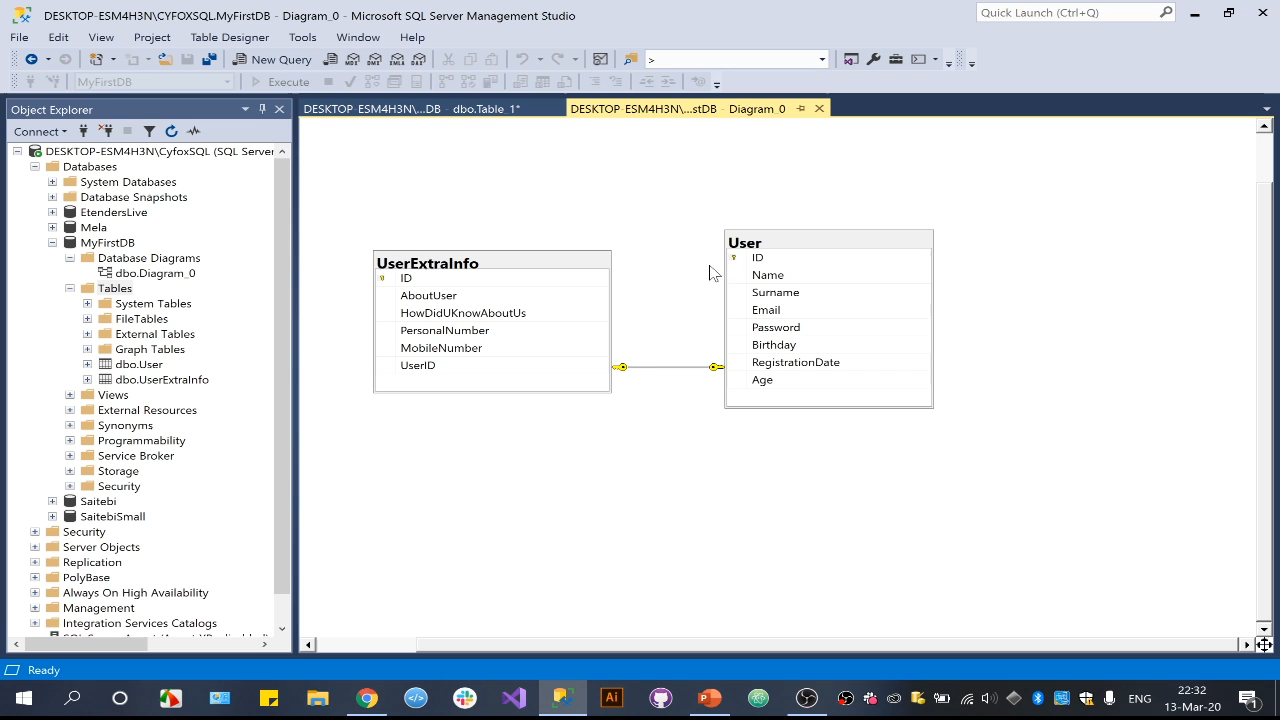 DESKTOP-ESM4H3N\CYFOXSQL.MyFirstDB - Diagram_0 - Microsoft SQL Server Management Studio
Quick Launch (Ctrl+Q)
File Edit View Project Table Designer Tools Window Help
New Query
>
MyFirstDB
Execute
Object Explorer
DESKTOP-ESM4H3N\...DB - dbo.Table_1*
DESKTOP-ESM4H3N\...stDB - Diagram_0
Connect
DESKTOP-ESM4H3N\CyfoxSQL (SQL Server
Databases
System Databases
Database Snapshots
EtendersLive
Mela
MyFirstDB
Database Diagrams
dbo.Diagram_0
Tables
System Tables
FileTables
External Tables
Graph Tables
dbo.User
dbo.UserExtraInfo
Views
External Resources
Synonyms
Programmability
Service Broker
Storage
Security
Saitebi
SaitebiSmall
Security
Server Objects
Replication
PolyBase
Always On High Availability
Management
Integration Services Catalogs
UserExtraInfo
ID
AboutUser
HowDidUKnowAboutUs
PersonalNumber
MobileNumber
UserID
User
ID
Name
Surname
Email
Password
Birthday
RegistrationDate
Age
Ready
Ai
ENG
22:32
13-Mar-20
1